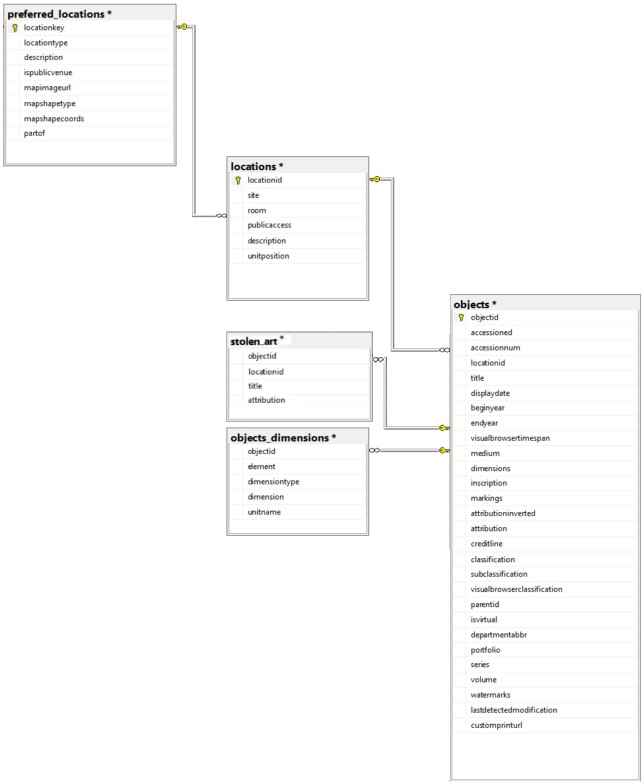 preferred_locations *
locationkey
locationtype
description
ispublicvenue
mapimageurl
mapshapetype
mapshapecoords
partof
locations *
locationid
site
room
publicaccess
description
unitposition
stolen_art *
objectid
locationid
title
attribution
objects_dimensions *
objectid
element
dimensiontype
dimension
unitname
objects *
objectid
accessioned
accessionnum
locationid
title
displaydate
beginyear
endyear
visualbrowsertimespan
medium
dimensions
inscription
markings
attributioninverted
attribution
creditline
classification
subclassification
visualbrowserclassification
parentid
isvirtual
departmentabbr
portfolio
series
volume
watermarks
lastdetectedmodification
customprinturl